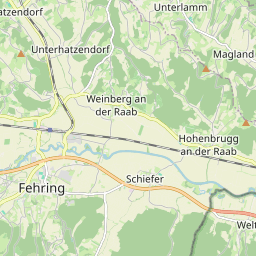 Unterlamm
atzendorf
Unterhatzendorf
Magland
Weinberg an
der Raab
Hohenbrugg
an der Raab
Schiefer
Fehring
Welt